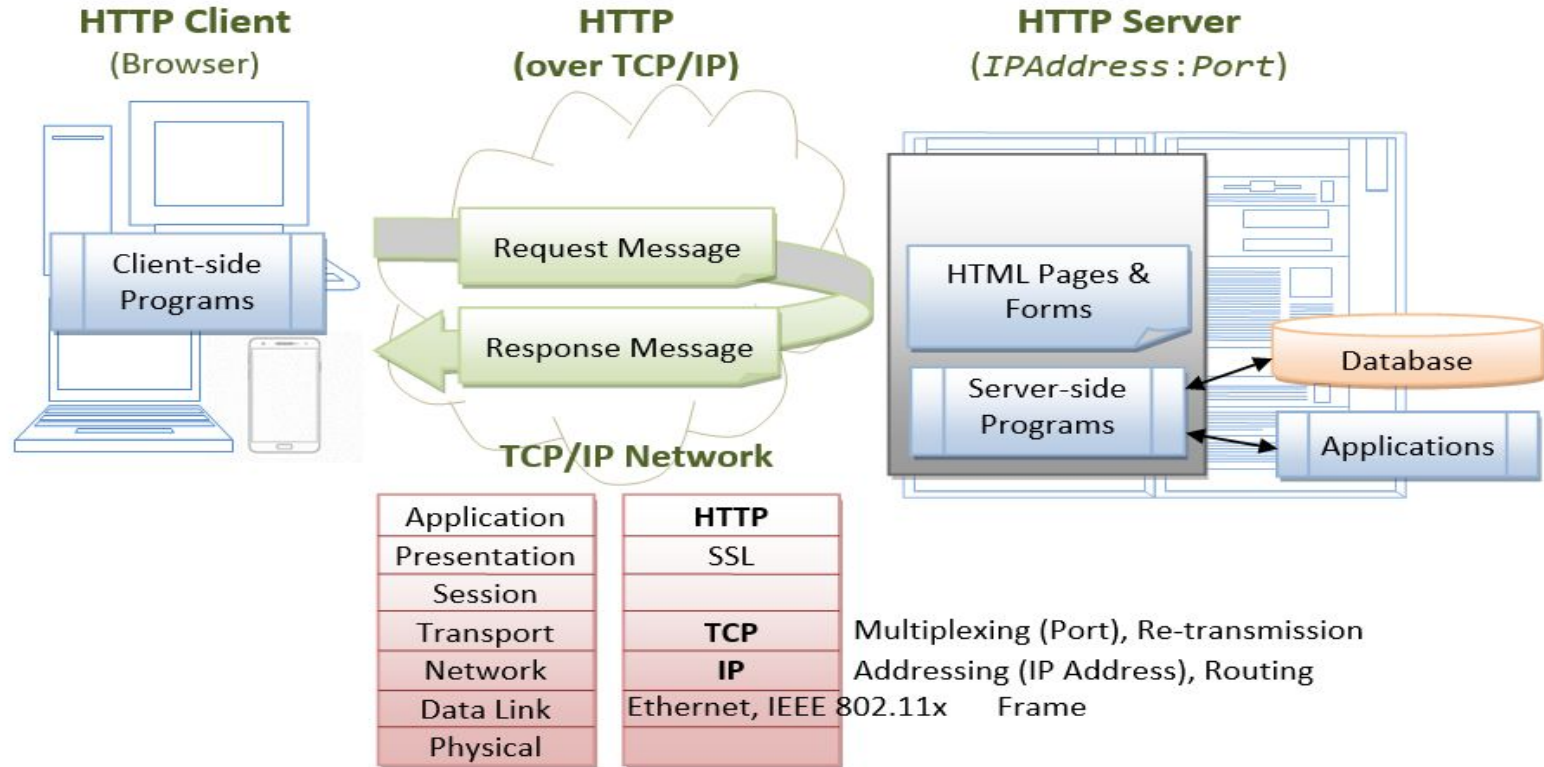 HTTP Client
(Browser)
HTTP
(over TCP/IP)
HTTP Server
(IPAddress:Port)
Client-side
Programs
Request Message
Response Message
HTML Pages &
Forms
Server-side
Programs
Database
Applications
TCP/IP Network
Application HTTP
Presentation SSL
Session
Transport TCP Multiplexing (Port), Re-transmission
Network IP Addressing (IP Address), Routing
Data Link Ethernet, IEEE 802.11x Frame
Physical